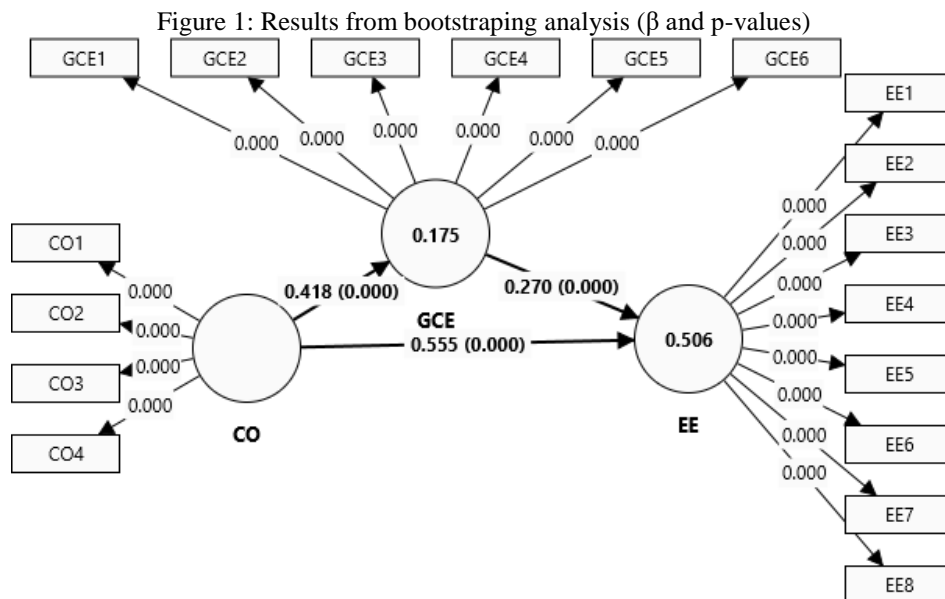 Figure 1: Results from bootstraping analysis (β and p-values)
GCE1 GCE2 GCE3 GCE4 GCE5 GCE6
EE1
0.000 0.000 0.000 0.000 0.000 0.000
EE2
0.000
CO1
0.175
0.000
EE3
0.000
0.000
CO2
0.418 (0.000)
0.270 (0.000)
0.000
EE4
0.000
GCE
0.000
0.555 (0.000)
0.506
0.000
EE5
CO3
0.000
0.000
CO4
CO
EE
0.000
EE6
0.000
EE7
EE8